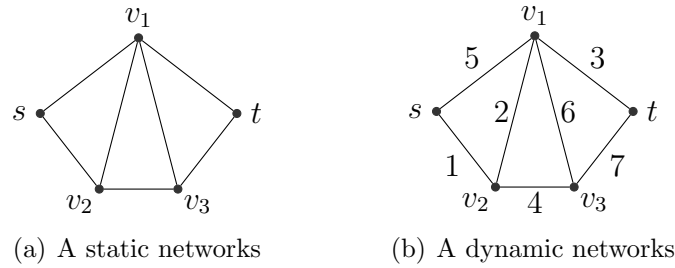 v1 v1
5 3
s t s 2 6 t
1 7
v2 v3 v2 4 v3
(a) A static networks (b) A dynamic networks